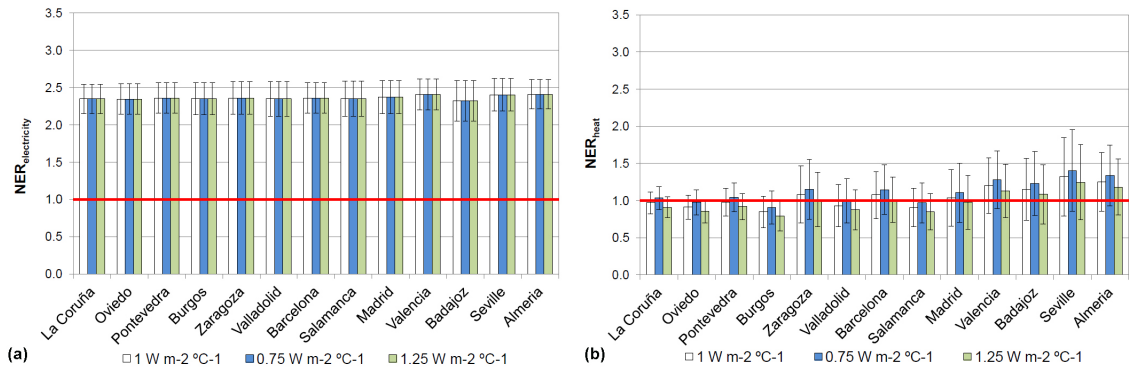 3.5
3.0
2.5
2.0
1.5
1.0
0.5
0.0
NERelectricity
La Coruña
Oviedo
Pontevedra
Burgos
Zaragoza
Valladolid
Barcelona
Salamanca
Madrid
Valencia
Badajoz
Seville
Almeria
(a)
1 W m-2 ºC-1
0.75 W m-2 ºC-1
1.25 W m-2 ºC-1
3.5
3.0
2.5
2.0
1.5
1.0
0.5
0.0
NERheat
La Coruña
Oviedo
Pontevedra
Burgos
Zaragoza
Valladolid
Barcelona
Salamanca
Madrid
Valencia
Badajoz
Seville
Almeria
(b)
1 W m-2 ºC-1
0.75 W m-2 ºC-1
1.25 W m-2 ºC-1